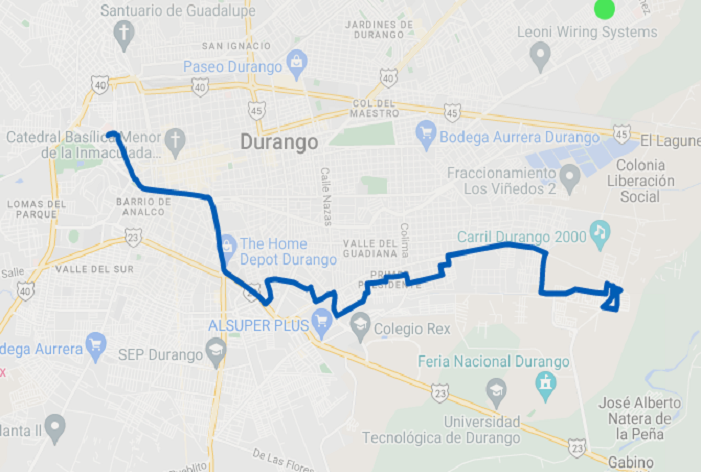 Santuario de Guadalupe
JARDINES DE
DURANGO
Leoni Wiring Systems
SAN IGNACIO
Paseo Durango
40
40
40
45
COL DEL
MAESTRO
45
45
Catedral Basílica Menor
de la Inmaculada...
Durango
Bodega Aurrera Durango
El Lagune
Fraccionamiento
Los Viñedos 2
Colonia
Liberación
Social
Calle Nazas
LOMAS DEL
PARQUE
BARRIO DE
ANALCO
Colima
Carril Durango 2000
23
The Home
Depot Durango
VALLE DEL
GUADIANA
Salle
VALLE DEL SUR
PRIMER
PRESIDENTE
40
ALSUPER PLUS
Colegio Rex
dega Aurrera
SEP Durango
Feria Nacional Durango
23
Universidad
Tecnológica de Durango
José Alberto
Natera de
la Peña
lanta II
23
De Las Flores
Pueblito
Gabino